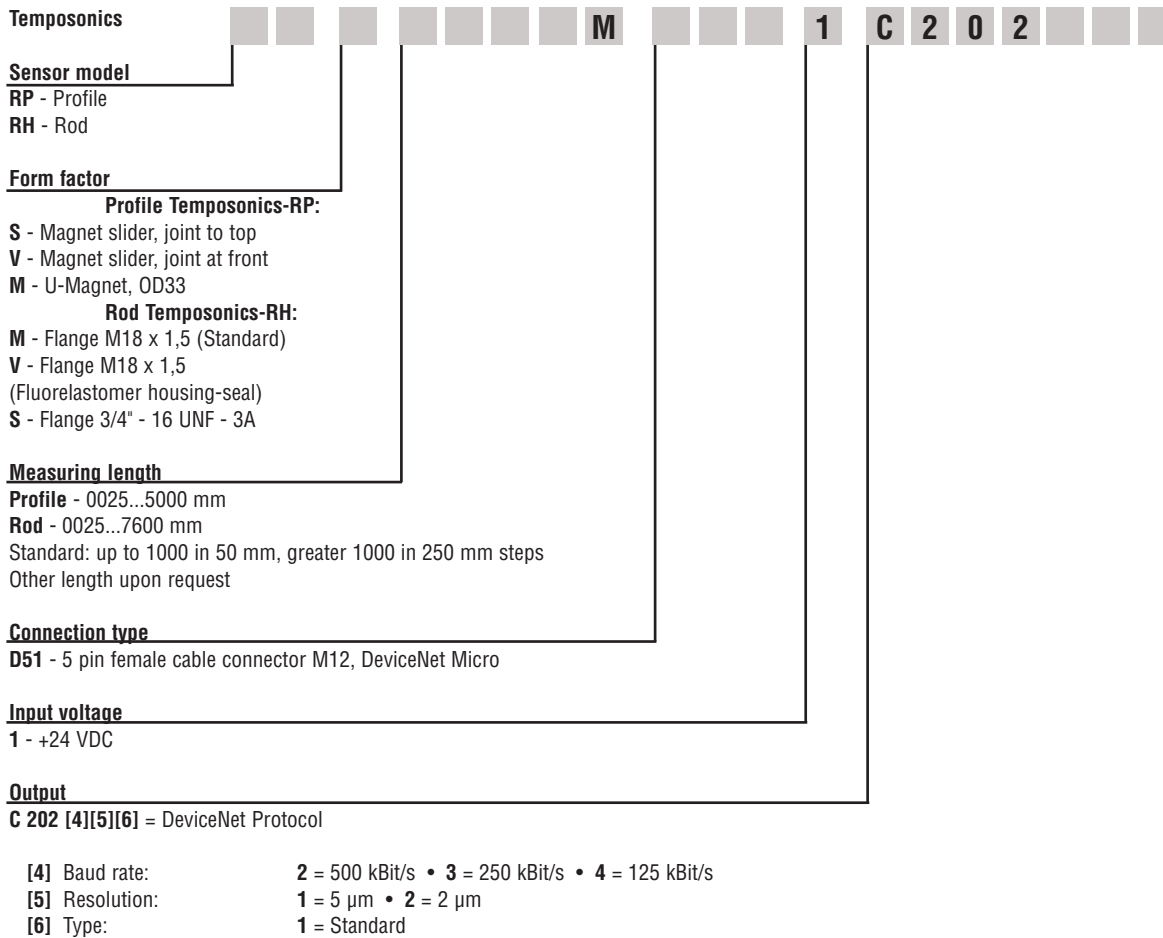 Temposonics M 1 C 2 0 2
Sensor model
RP - Profile
RH - Rod
Form factor
Profile Temposonics-RP:
S - Magnet slider, joint to top
V - Magnet slider, joint at front
M - U-Magnet, OD33
Rod Temposonics-RH:
M - Flange M18 x 1,5 (Standard)
V - Flange M18 x 1,5
(Fluorelastomer housing-seal)
S - Flange 3/4" - 16 UNF - 3A
Measuring length
Profile - 0025...5000 mm
Rod - 0025...7600 mm
Standard: up to 1000 in 50 mm, greater 1000 in 250 mm steps
Other length upon request
Connection type
D51 - 5 pin female cable connector M12, DeviceNet Micro
Input voltage
1 - +24 VDC
Output
C 202 [4][5][6] = DeviceNet Protocol
[4] Baud rate: 2 = 500 kBit/s • 3 = 250 kBit/s • 4 = 125 kBit/s
[5] Resolution: 1 = 5 µm • 2 = 2 µm
[6] Type: 1 = Standard